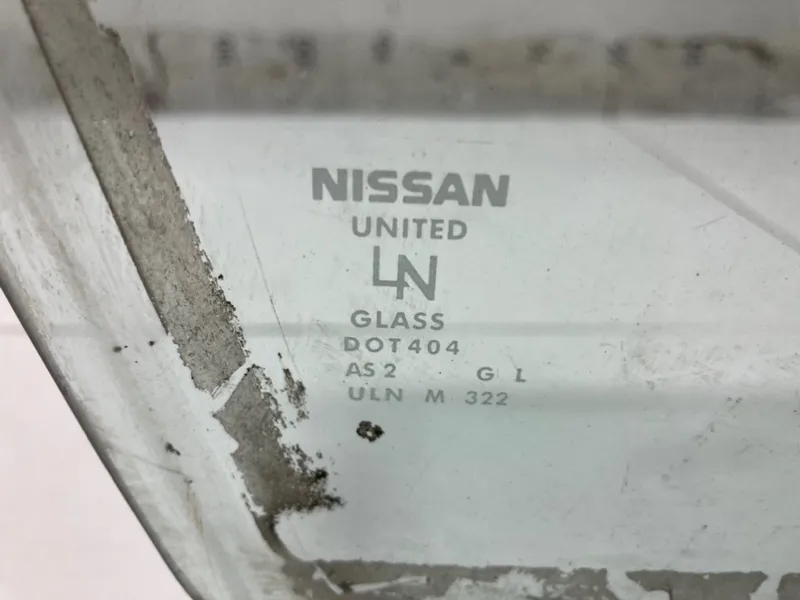 NISSAN
UNITED
LN
GLASS
DOT404
AS2 G L
ULN M 322